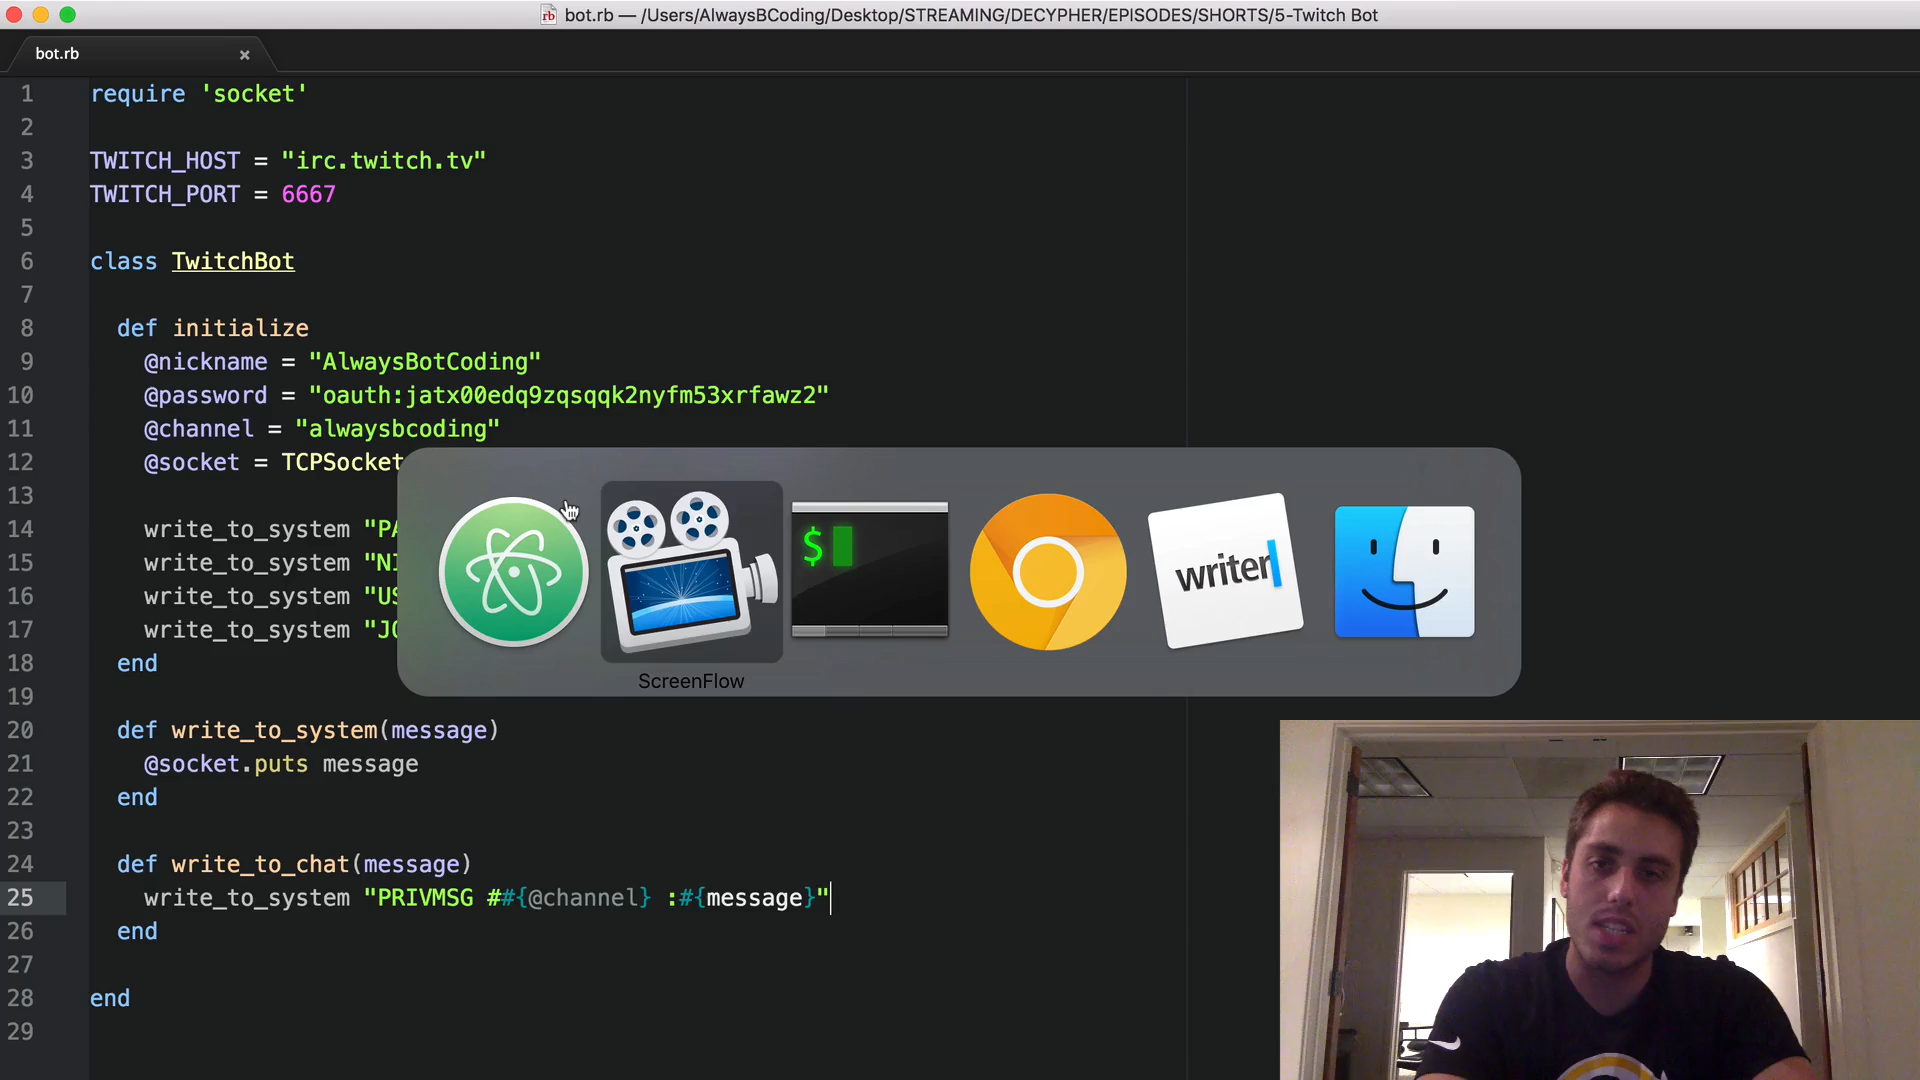 bot.rb — /Users/AlwaysBCoding/Desktop/STREAMING/DECYPHER/EPISODES/SHORTS/5-Twitch Bot
bot.rb
1 require 'socket'
2
3 TWITCH_HOST = "irc.twitch.tv"
4 TWITCH_PORT = 6667
5
6 class TwitchBot
7
8 def initialize
9 @nickname = "AlwaysBotCoding"
10 @password = "oauth:jatx00edq9zqsqqk2nyfm53xrfawz2"
11 @channel = "alwaysbcoding"
12 @socket = TCPSocket
13
14 write_to_system "PA
15 write_to_system "NI
16 write_to_system "US
17 write_to_system "JO
18 end
19
20 def write_to_system(message)
21 @socket.puts message
22 end
23
24 def write_to_chat(message)
25 write_to_system "PRIVMSG ##{@channel} :#{message}"
26 end
27
28 end
29
$
writer
ScreenFlow